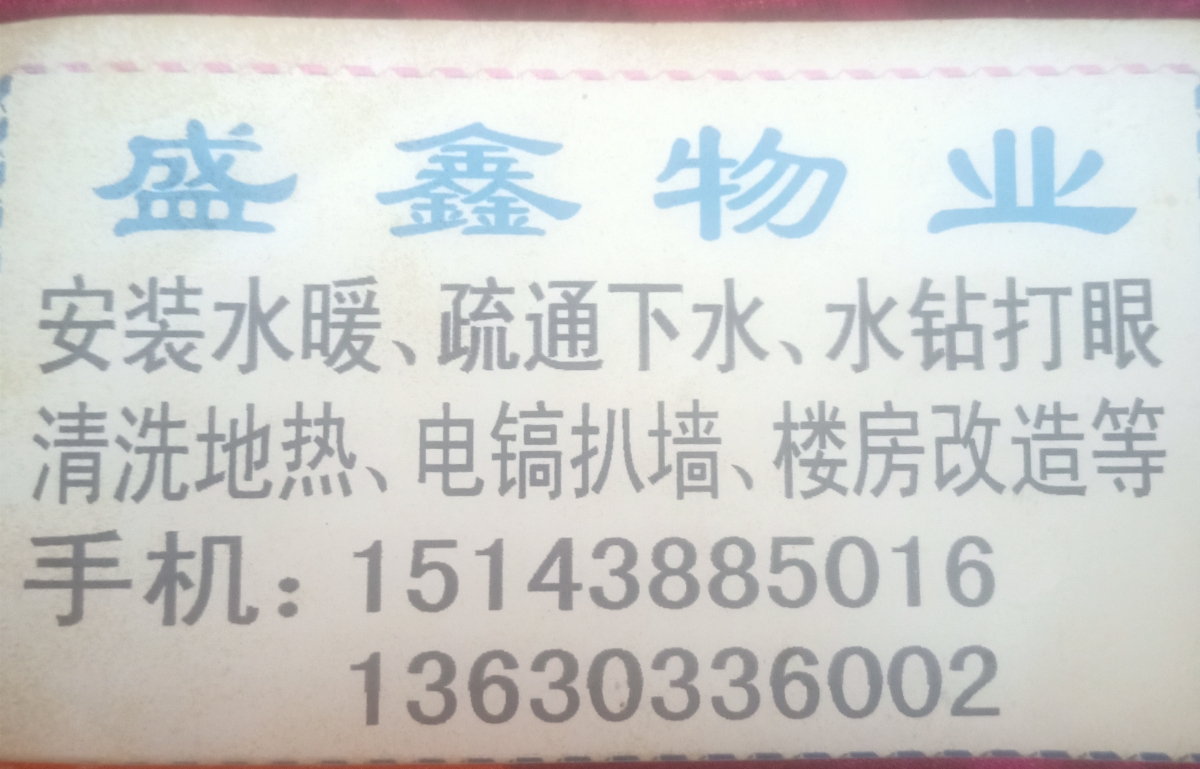 盛鑫物业
安装水暖、疏通下水、水钻打眼
清洗地热、电镐扒墙、楼房改造等
手机：15143885016
13630336002